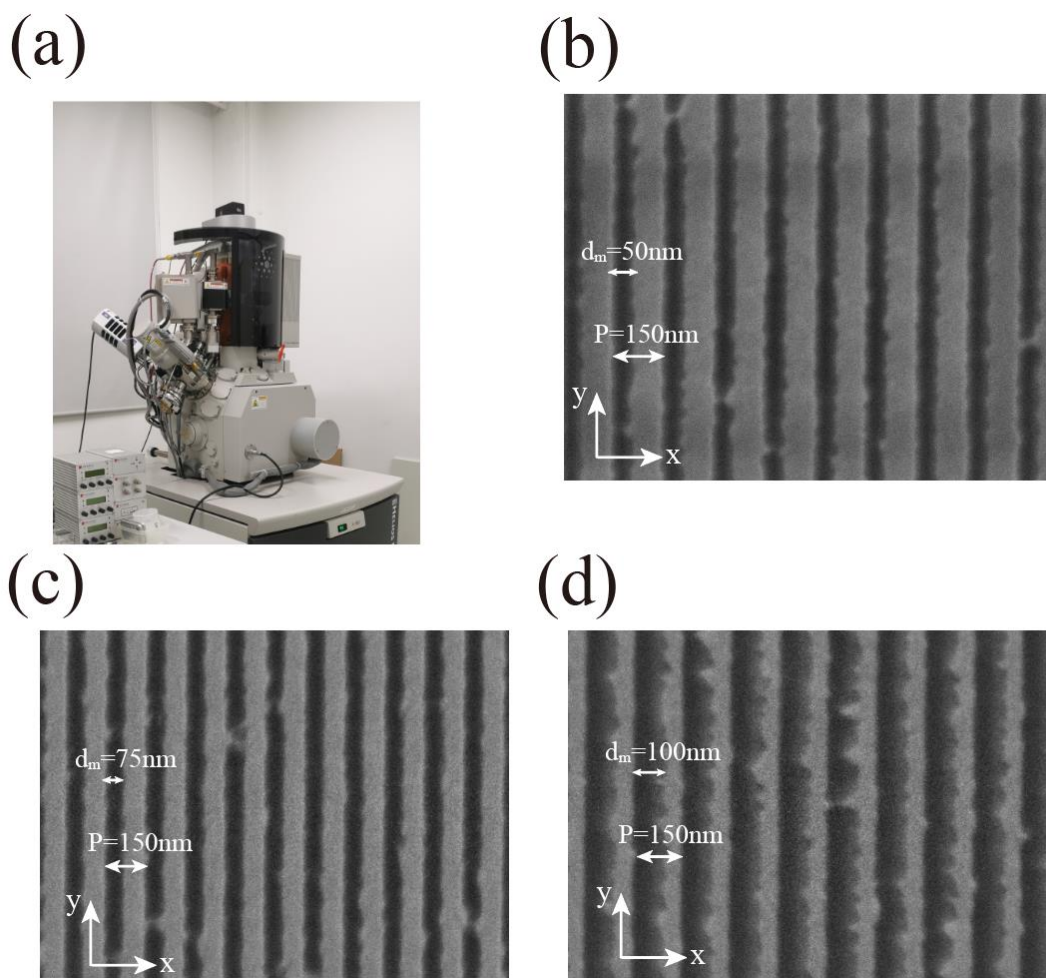 (a)
(b)
dₘ=50nm
P=150nm
y
x
(c)
dₘ=75nm
P=150nm
y
x
(d)
dₘ=100nm
P=150nm
y
x